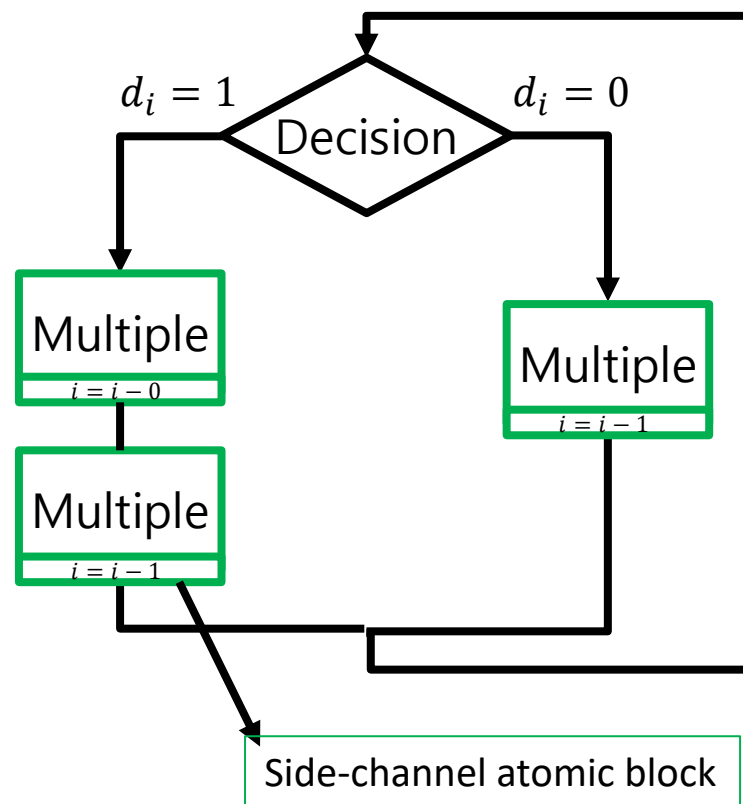 d_i = 1
d_i = 0
Decision
Multiple
i = i − 0
Multiple
i = i − 1
Multiple
i = i − 1
Side-channel atomic block